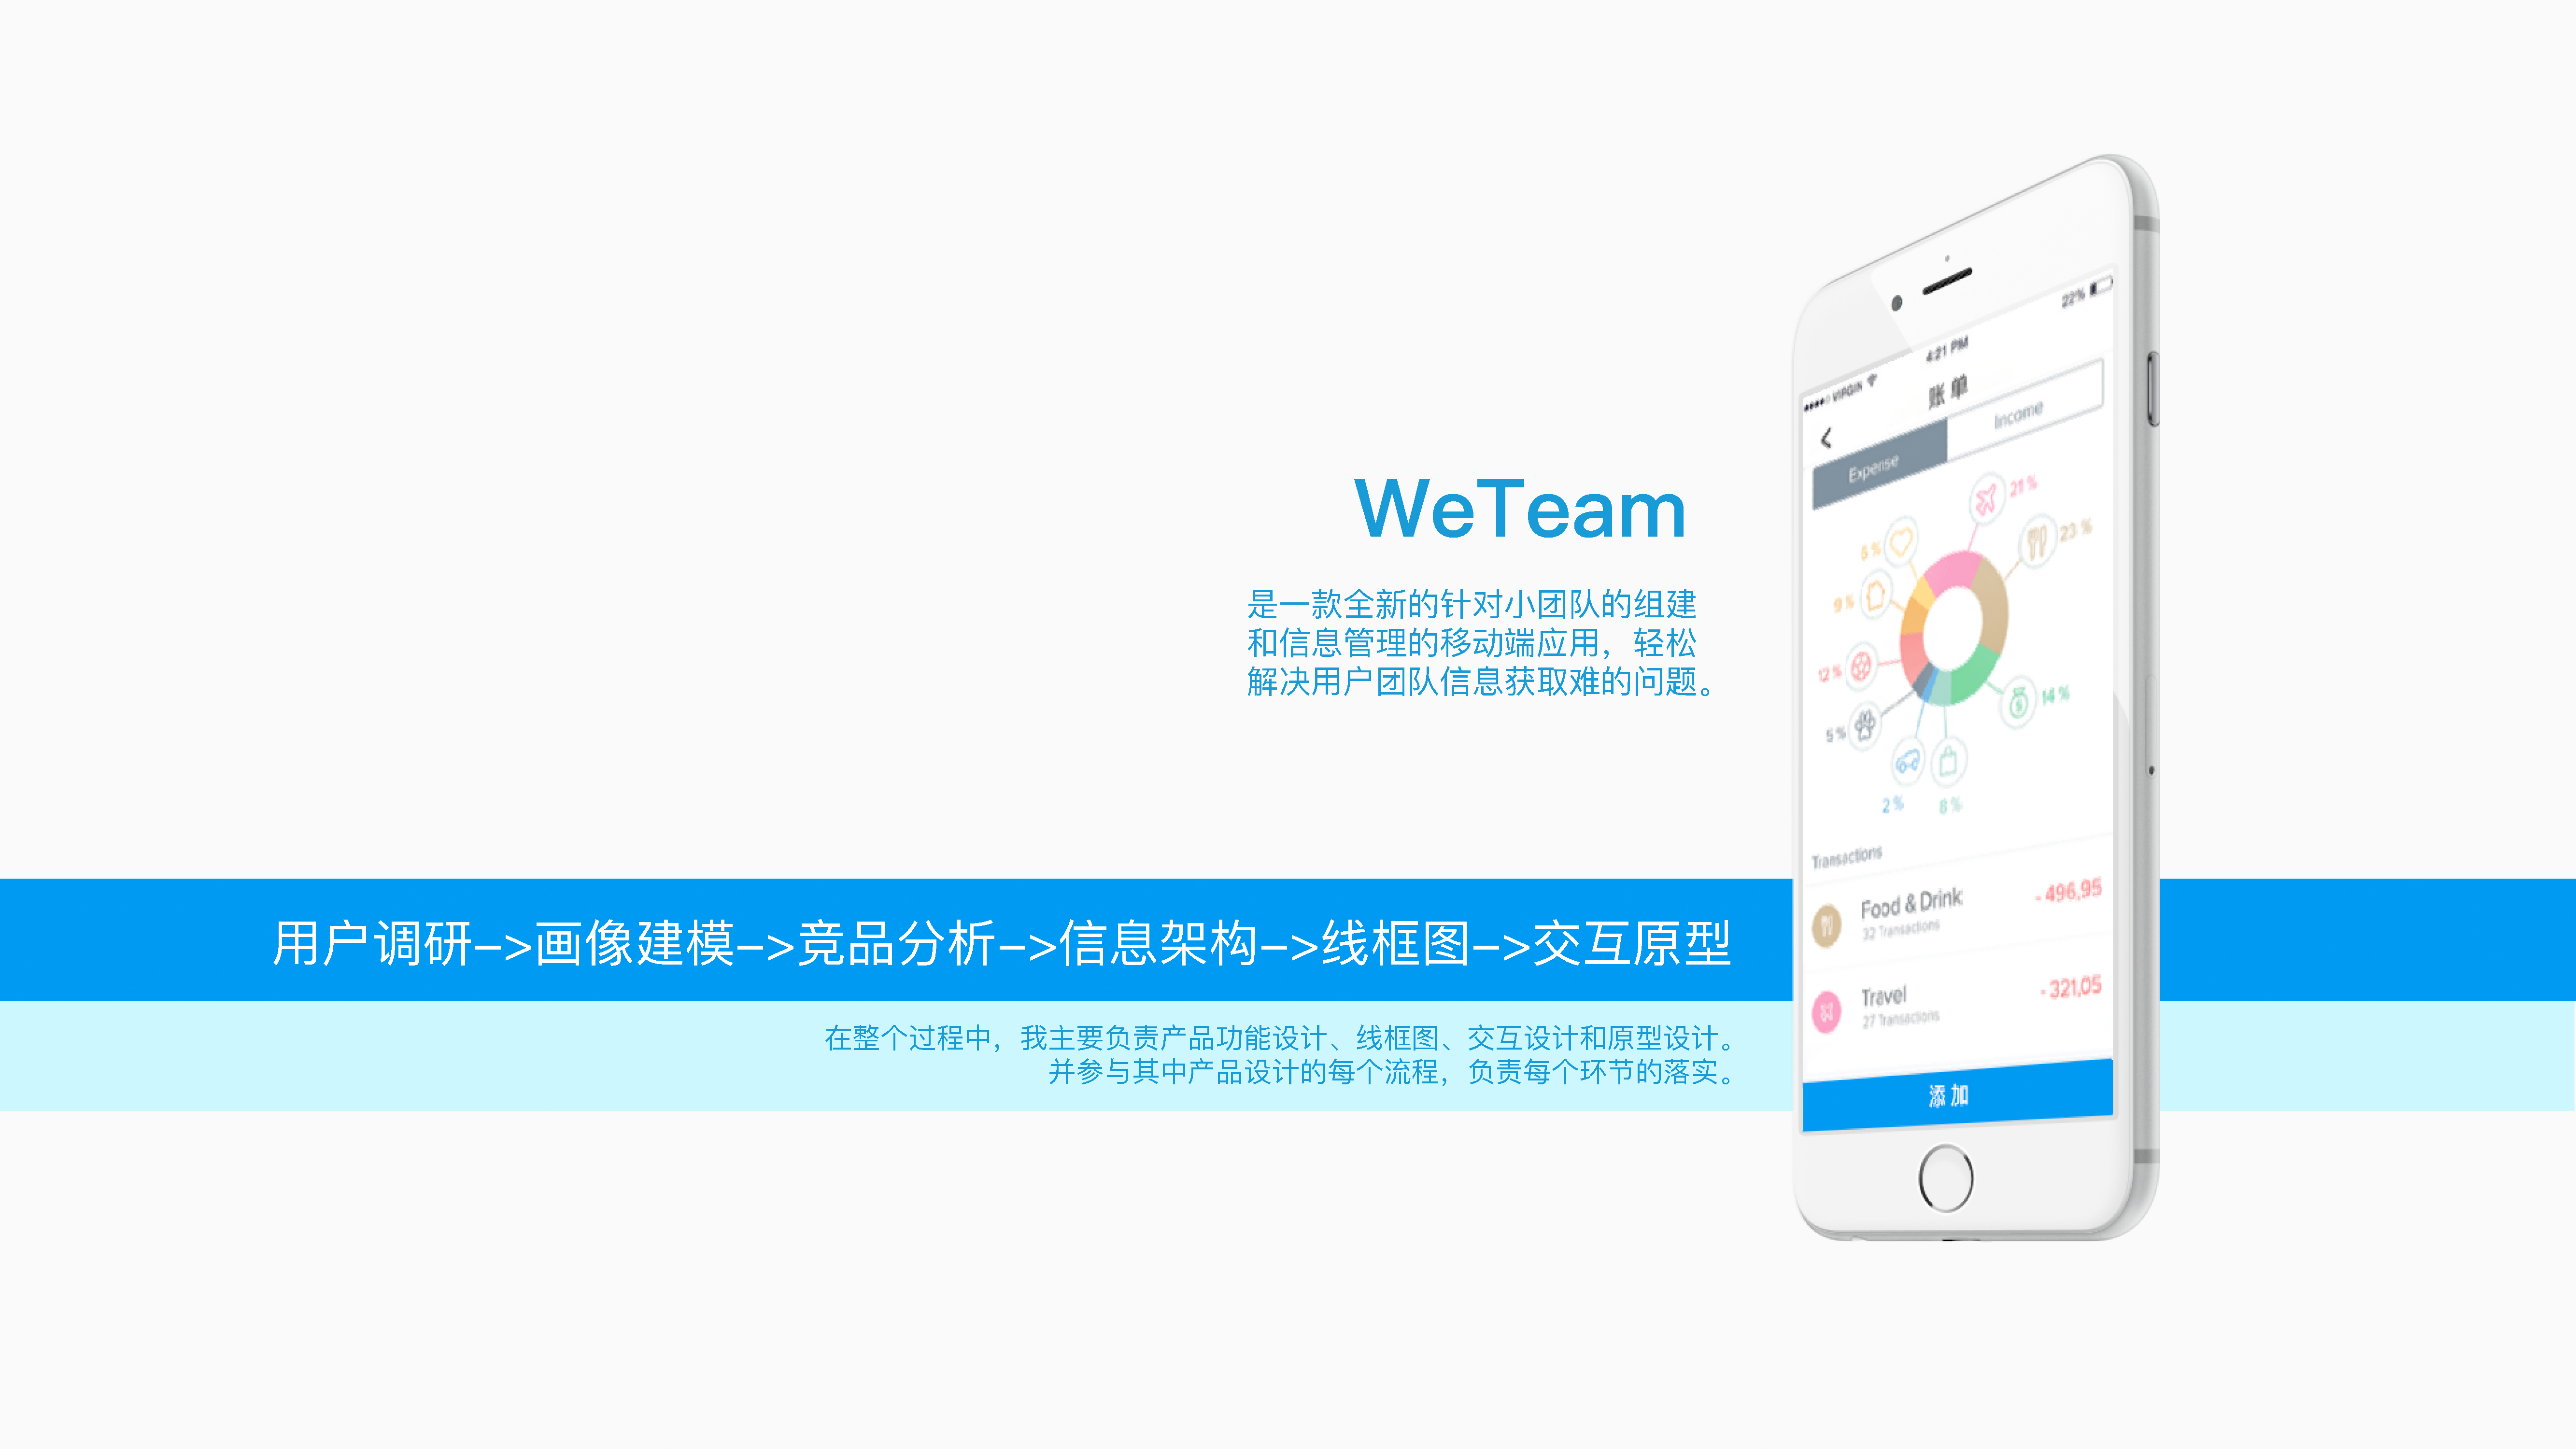 WeTeam
是一款全新的针对小团队的组建
和信息管理的移动端应用，轻松
解决用户团队信息获取难的问题。
用户调研–>画像建模–>竞品分析–>信息架构–>线框图–>交互原型
在整个过程中，我主要负责产品功能设计、线框图、交互设计和原型设计。
并参与其中产品设计的每个流程，负责每个环节的落实。
VIRGIN 4:21 PM 22%
账单
Expense Income
21 %
23 %
6 %
9 %
12 %
14 %
5 %
2 %
8 %
Transactions
Food & Drink - 496,95
32 Transactions
Travel - 321,05
27 Transactions
添加